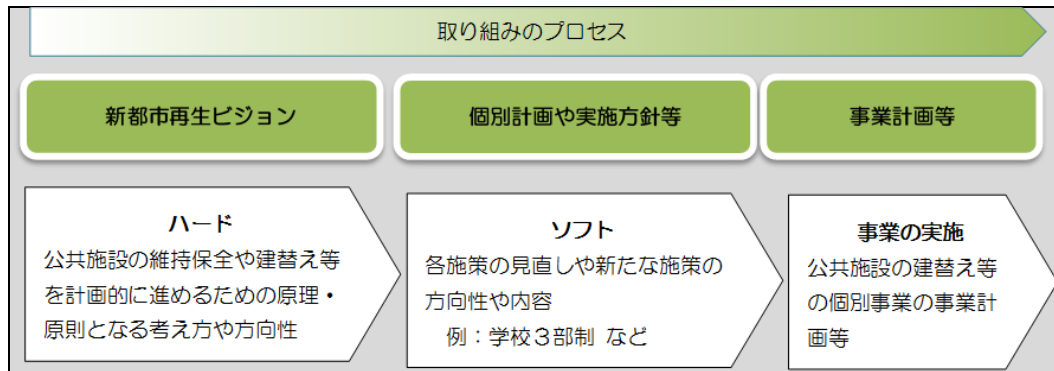 取り組みのプロセス
新都市再生ビジョン
個別計画や実施方針等
事業計画等
ハード
公共施設の維持保全や建替え等
を計画的に進めるための原理・
原則となる考え方や方向性
ソフト
各施策の見直しや新たな施策の
方向性や内容
例：学校３部制 など
事業の実施
公共施設の建替え等
の個別事業の事業計
画等